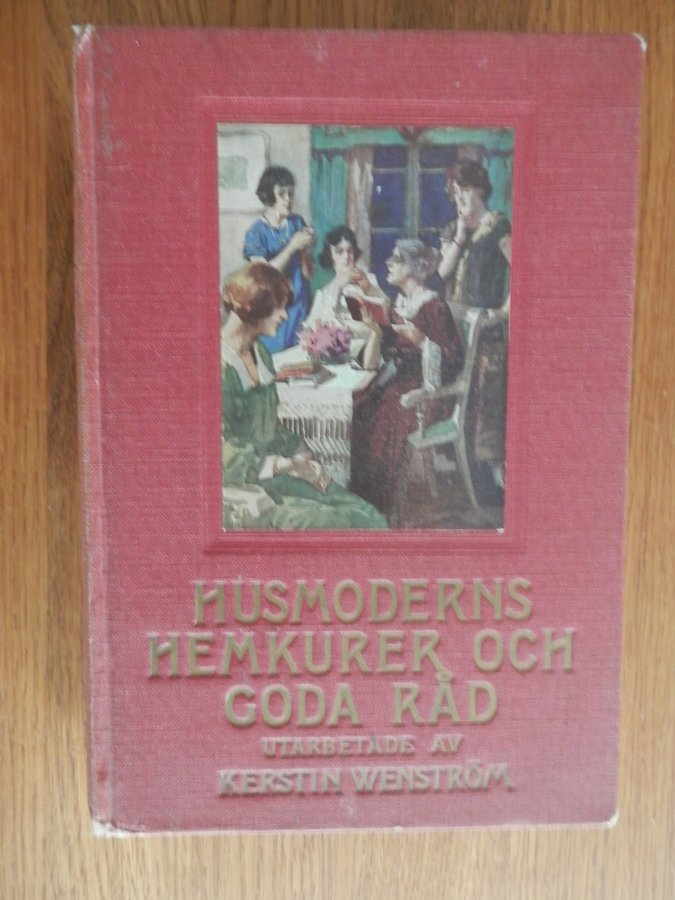 HUSMODERNS
HEMKURER OCH
GODA RÅD
UTARBETADE AV
KERSTIN WENSTRÖM